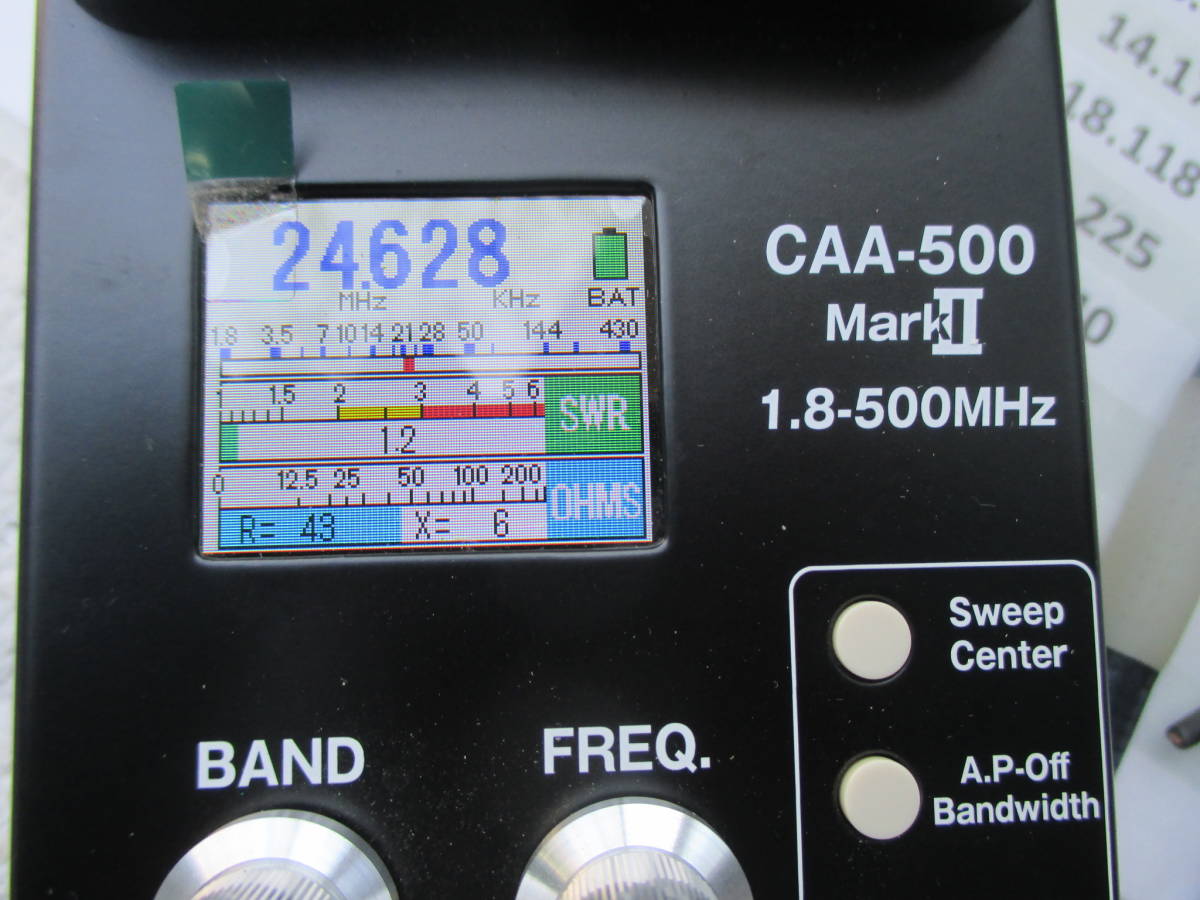 24.628
MHz KHz BAT
1.8 3.5 7 10 14 21 28 50 144 430
1 1.5 2 3 4 5 6
SWR
1.2
0 12.5 25 50 100 200
OHMS
R= 43 X= 6
CAA-500
MarkII
1.8-500MHz
Sweep
Center
A.P-Off
Bandwidth
BAND
FREQ.
14.17
18.118
225